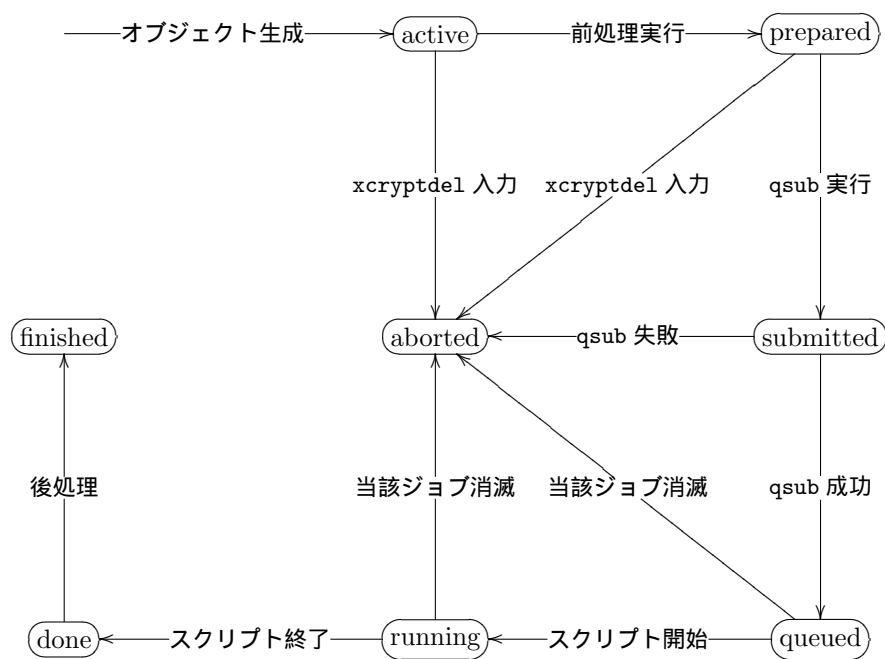 オブジェクト生成 active 前処理実行 prepared
xcryptdel 入力 xcryptdel 入力 qsub 実行
finished aborted qsub 失敗 submitted
後処理 当該ジョブ消滅 当該ジョブ消滅 qsub 成功
done スクリプト終了 running スクリプト開始 queued